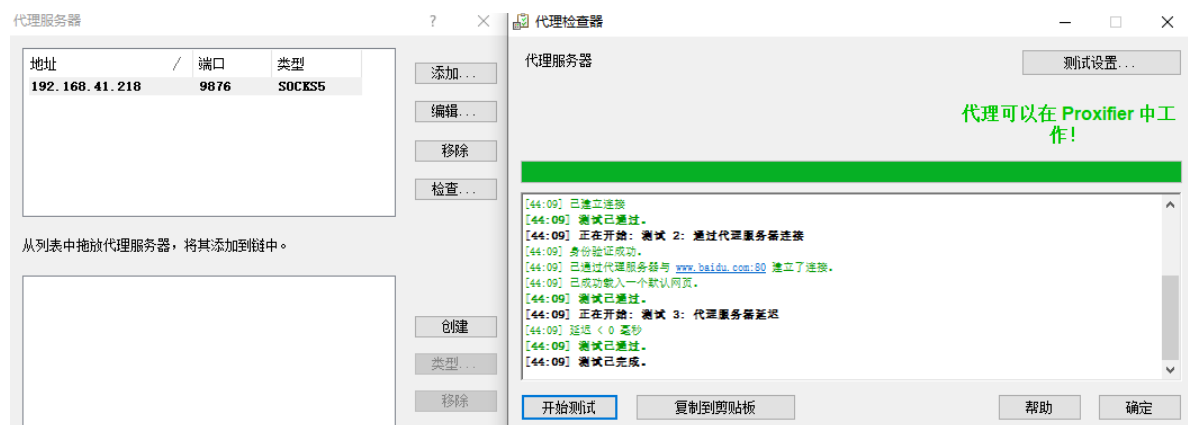 代理服务器
?
地址 / 端口 类型
192.168.41.218 9876 SOCKS5
添加...
编辑...
移除
检查...
从列表中拖放代理服务器，将其添加到链中。
创建
类型...
移除
代理检查器
代理服务器
测试设置...
代理可以在 Proxifier 中工
作!
[44:09] 已建立连接
[44:09] 测试已通过.
[44:09] 正在开始: 测试 2: 通过代理服务器连接
[44:09] 身份验证成功.
[44:09] 已通过代理服务器与 www.baidu.com:80 建立了连接.
[44:09] 已成功载入一个默认网页.
[44:09] 测试已通过.
[44:09] 正在开始: 测试 3: 代理服务器延迟
[44:09] 延迟 < 0 毫秒
[44:09] 测试已通过.
[44:09] 测试已完成.
开始测试
复制到剪贴板
帮助
确定